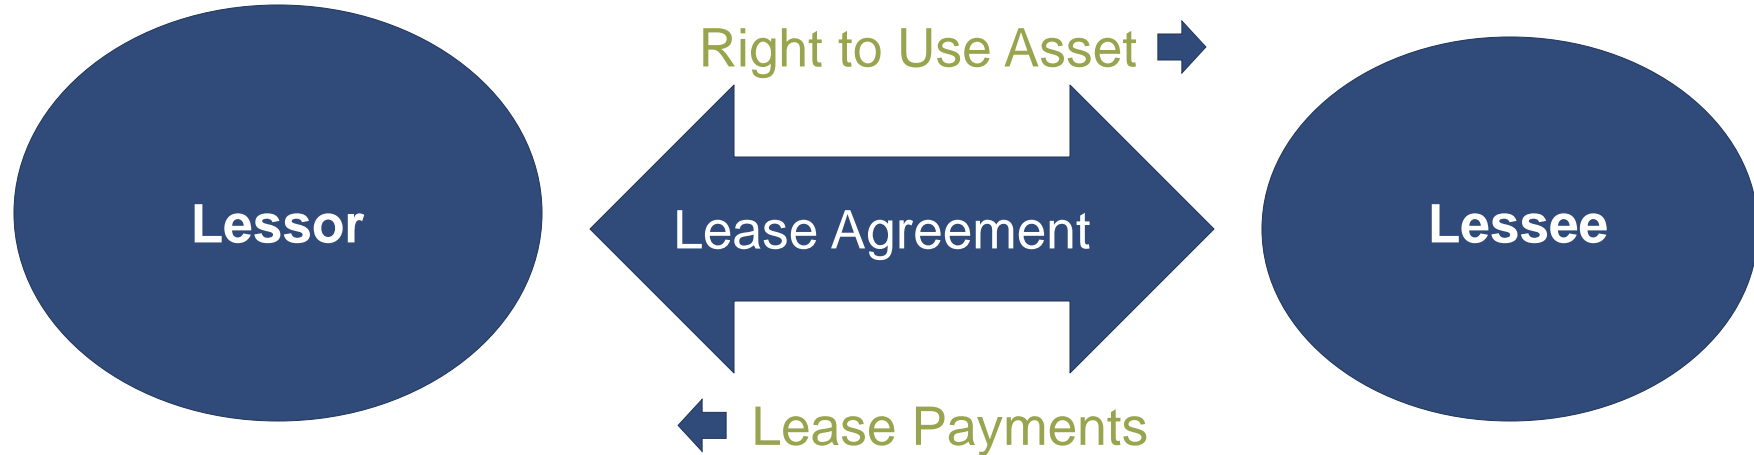 Right to Use Asset
Lessor
Lease Agreement
Lessee
Lease Payments